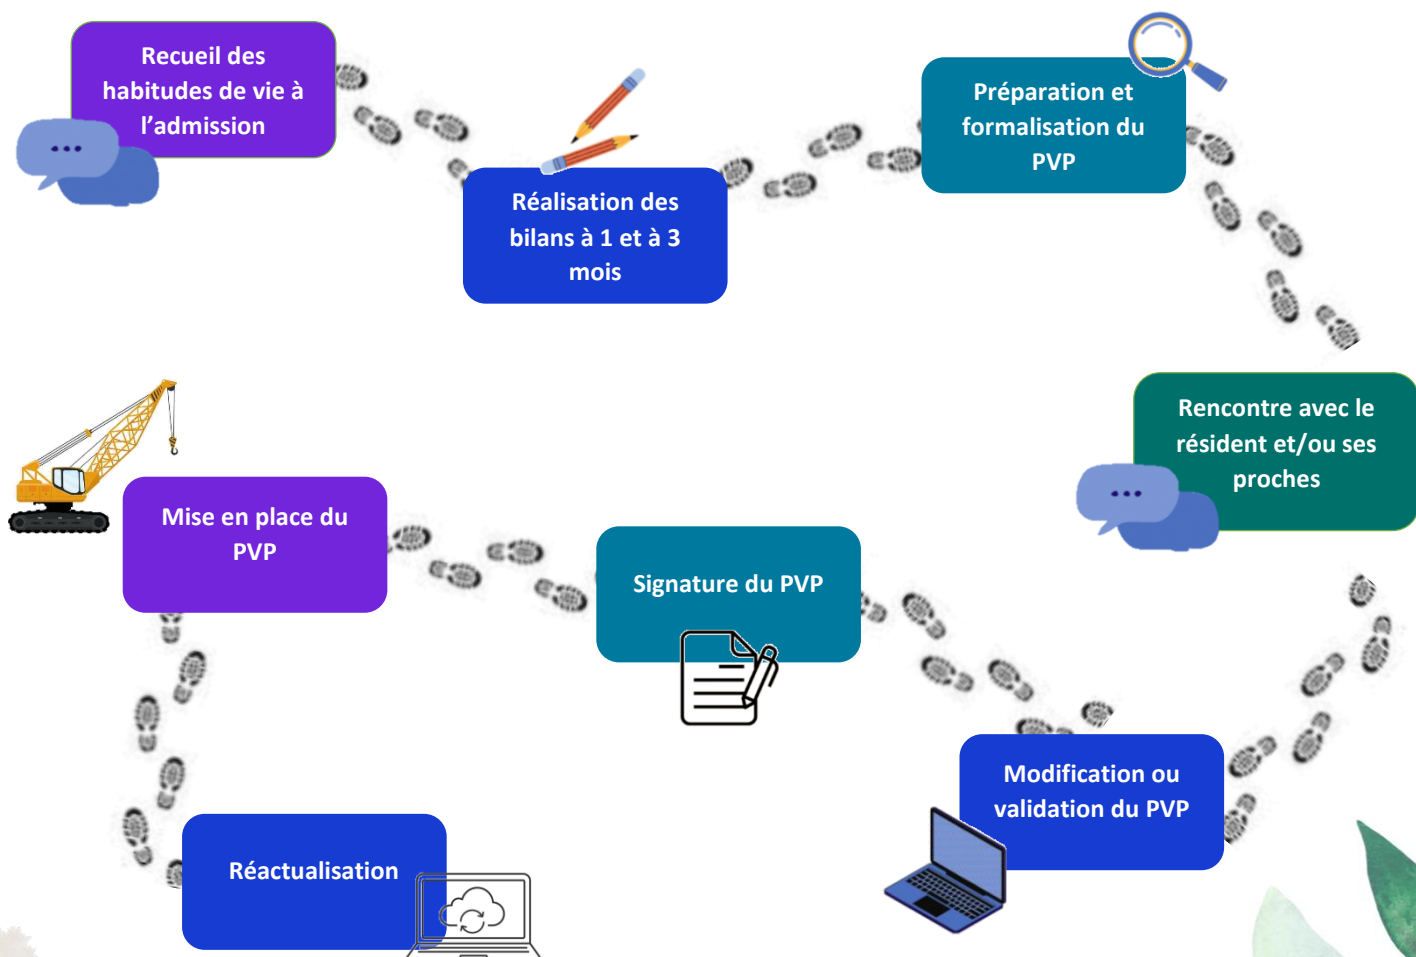 Recueil des
habitudes de vie à
l’admission
Réalisation des
bilans à 1 et à 3
mois
Préparation et
formalisation du
PVP
Rencontre avec le
résident et/ou ses
proches
Modification ou
validation du PVP
Signature du PVP
Mise en place du
PVP
Réactualisation